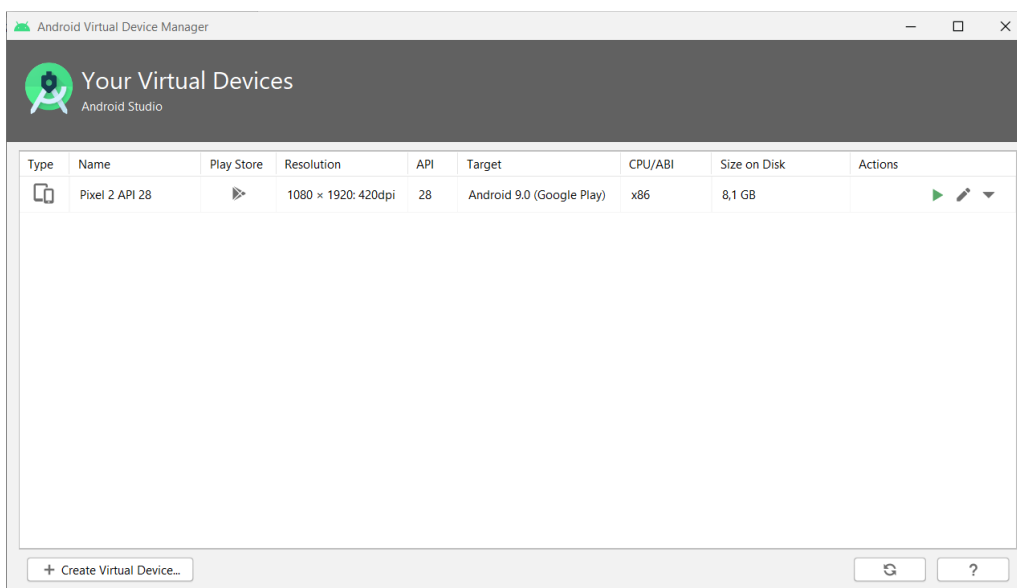 Android Virtual Device Manager
Your Virtual Devices
Android Studio
Type Name Play Store Resolution API Target CPU/ABI Size on Disk Actions
Pixel 2 API 28 1080 × 1920: 420dpi 28 Android 9.0 (Google Play) x86 8,1 GB
+ Create Virtual Device...
?